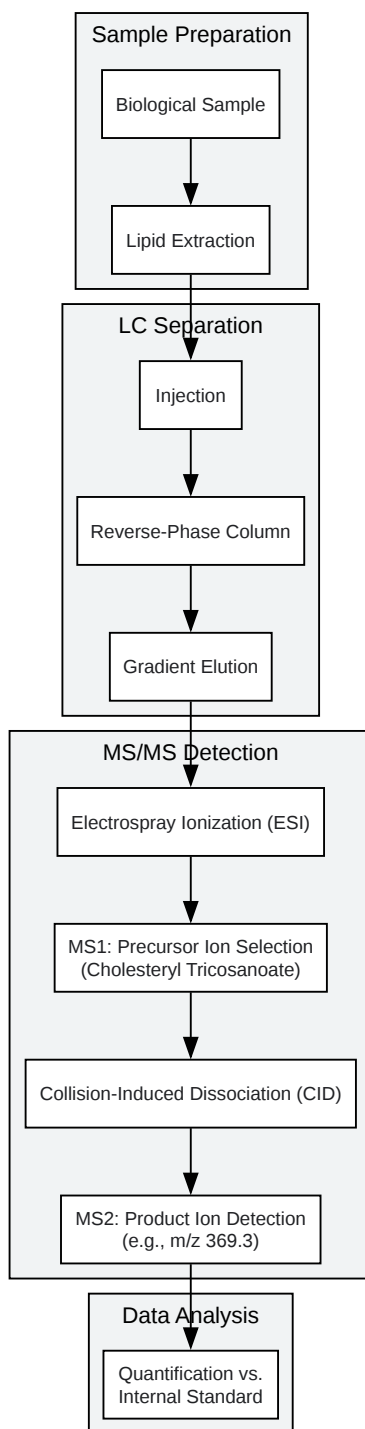 Sample Preparation
Biological Sample
Lipid Extraction
LC Separation
Injection
Reverse-Phase Column
Gradient Elution
MS/MS Detection
Electrospray Ionization (ESI)
MS1: Precursor Ion Selection
(Cholesteryl Tricosanoate)
Collision-Induced Dissociation (CID)
MS2: Product Ion Detection
(e.g., m/z 369.3)
Data Analysis
Quantification vs.
Internal Standard